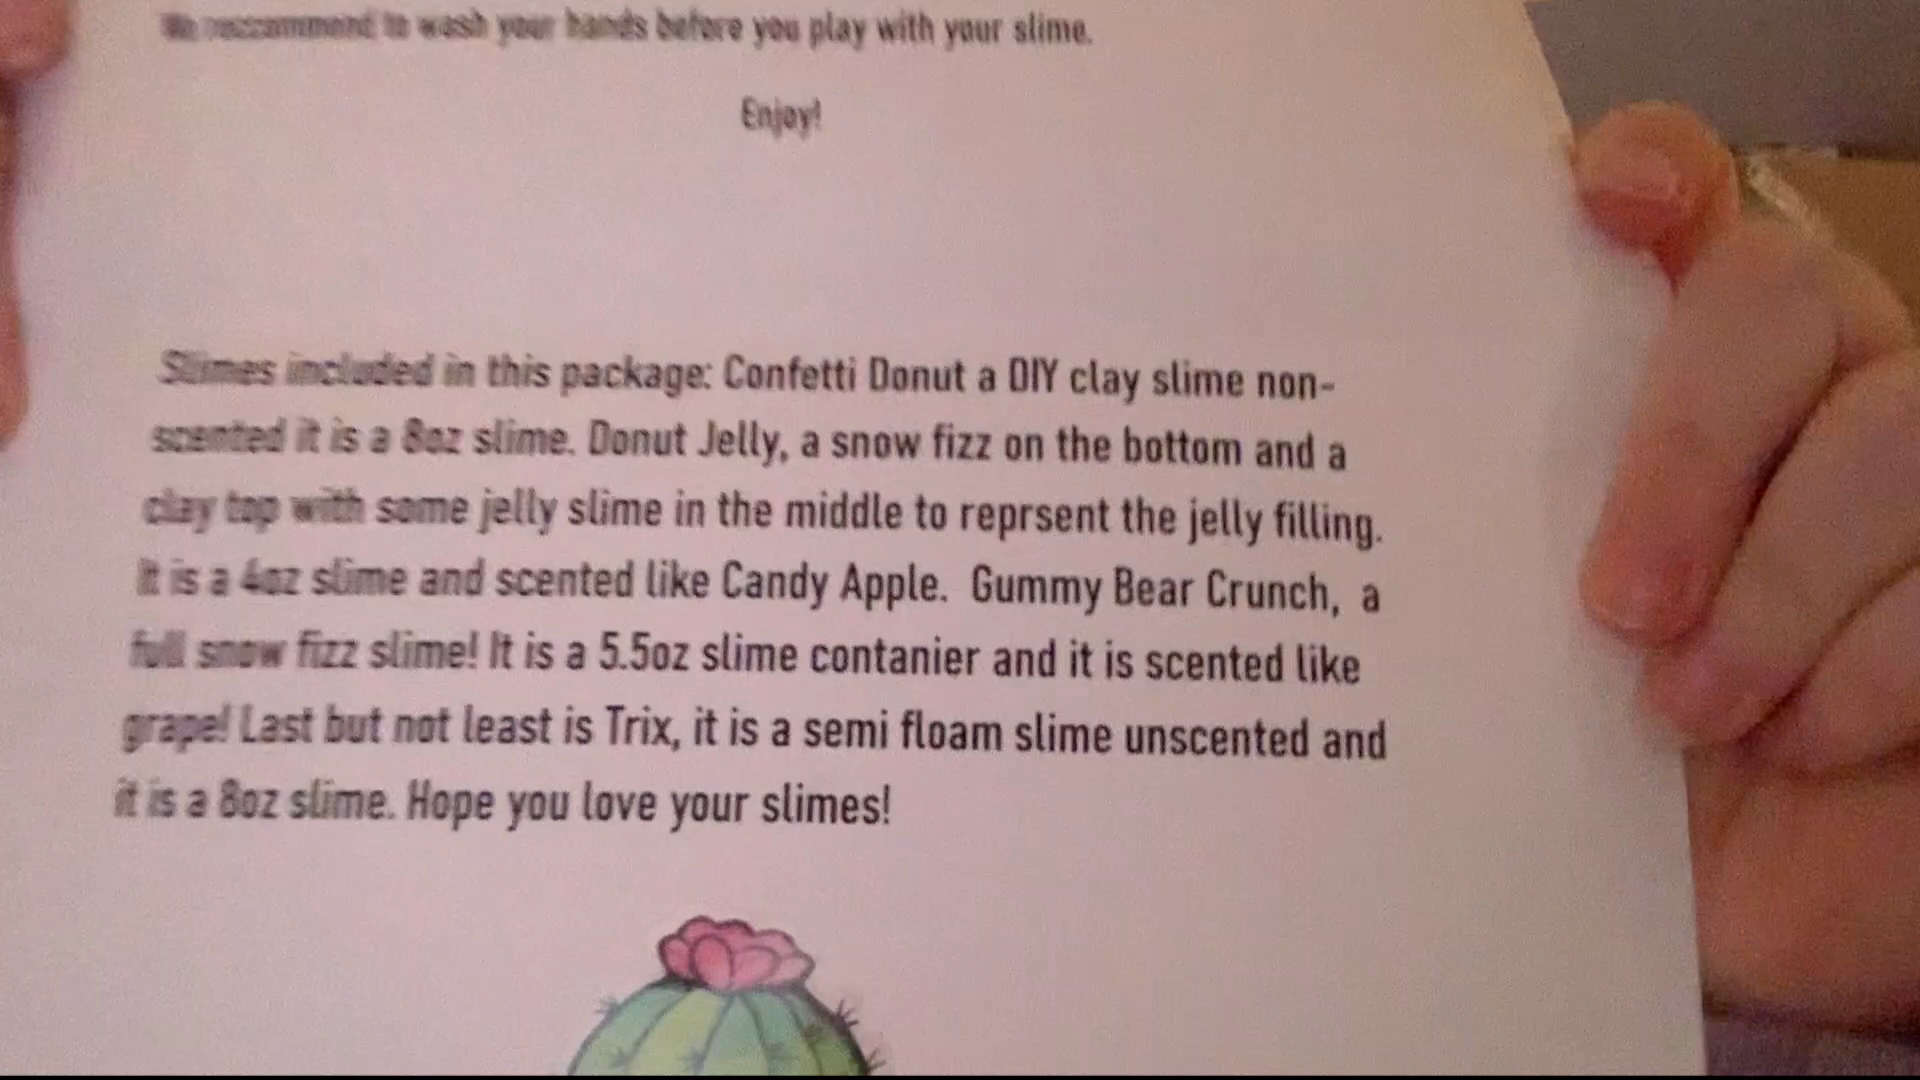 We reccommend to wash your hands before you play with your slime.
Enjoy!
Slimes included in this package: Confetti Donut a DIY clay slime non-
scented it is a 8oz slime. Donut Jelly, a snow fizz on the bottom and a
clay top with some jelly slime in the middle to reprsent the jelly filling.
It is a 4oz slime and scented like Candy Apple. Gummy Bear Crunch, a
full snow fizz slime! It is a 5.5oz slime contanier and it is scented like
grape! Last but not least is Trix, it is a semi floam slime unscented and
it is a 8oz slime. Hope you love your slimes!